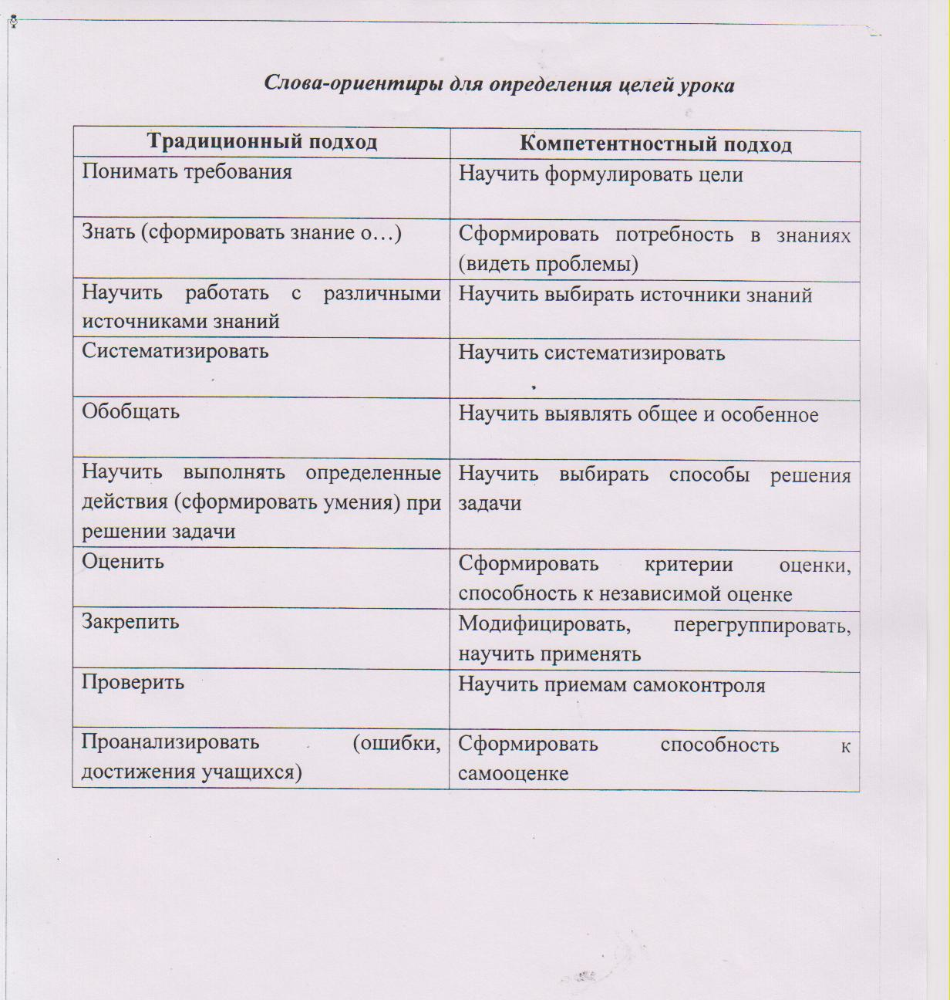 Слова-ориентиры для определения целей урока
Традиционный подход
Компетентностный подход
Понимать требования
Научить формулировать цели
Знать (сформировать знание о…)
Сформировать потребность в знаниях
(видеть проблемы)
Научить работать с различными
источниками знаний
Научить выбирать источники знаний
Систематизировать
Научить систематизировать
Обобщать
Научить выявлять общее и особенное
Научить выполнять определенные
действия (сформировать умения) при
решении задачи
Научить выбирать способы решения
задачи
Оценить
Сформировать критерии оценки,
способность к независимой оценке
Закрепить
Модифицировать, перегруппировать,
научить применять
Проверить
Научить приемам самоконтроля
Проанализировать (ошибки,
достижения учащихся)
Сформировать способность к
самооценке